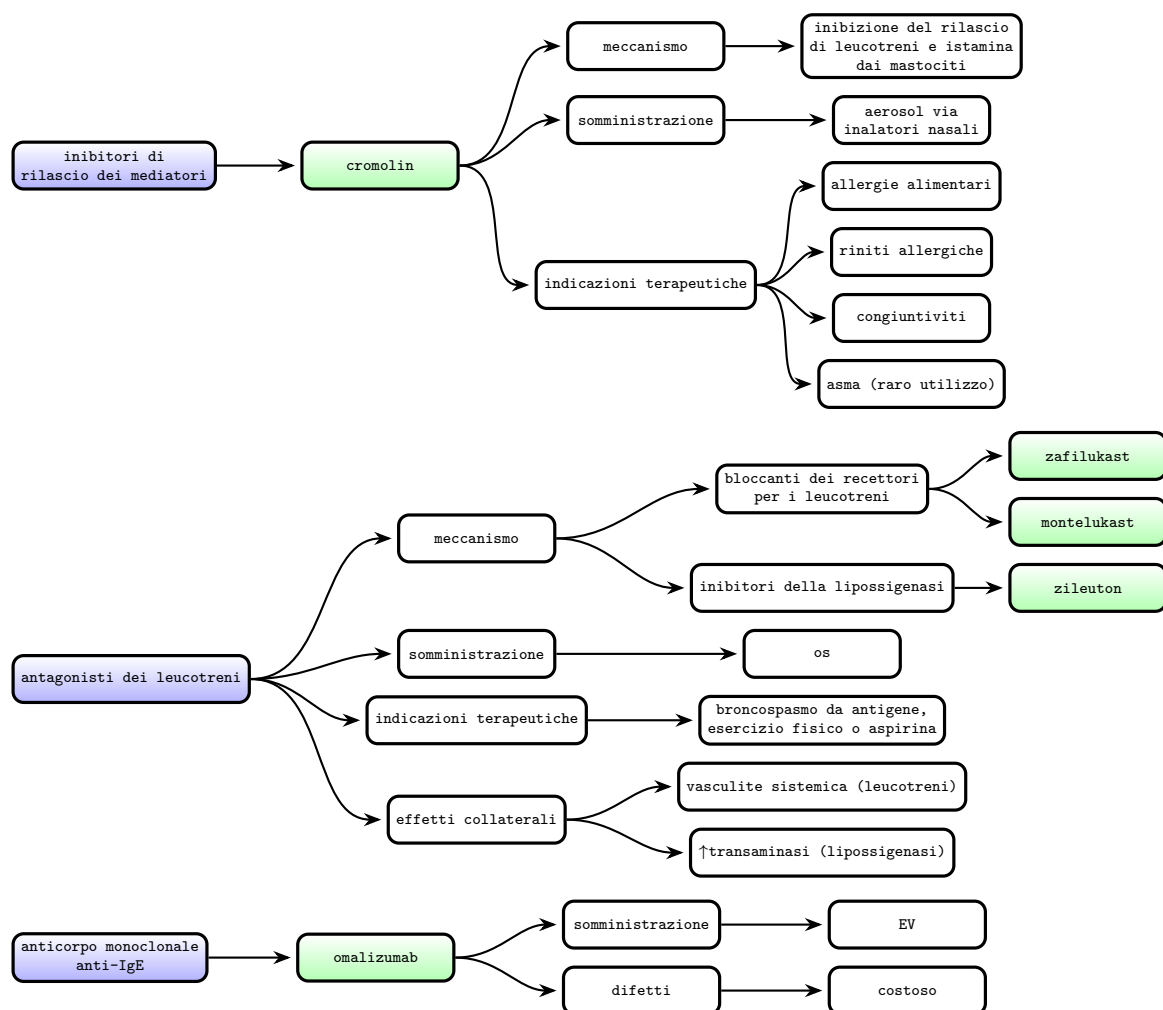 inibitori di
rilascio dei mediatori
cromolin
meccanismo
inibizione del rilascio
di leucotreni e istamina
dai mastociti
somministrazione
aerosol via
inalatori nasali
indicazioni terapeutiche
allergie alimentari
riniti allergiche
congiuntiviti
asma (raro utilizzo)
antagonisti dei leucotreni
meccanismo
bloccanti dei recettori
per i leucotreni
zafilukast
montelukast
inibitori della lipossigenasi
zileuton
somministrazione
os
indicazioni terapeutiche
broncospasmo da antigene,
esercizio fisico o aspirina
effetti collaterali
vasculite sistemica (leucotreni)
↑transaminasi (lipossigenasi)
anticorpo monoclonale
anti-IgE
omalizumab
somministrazione
EV
difetti
costoso